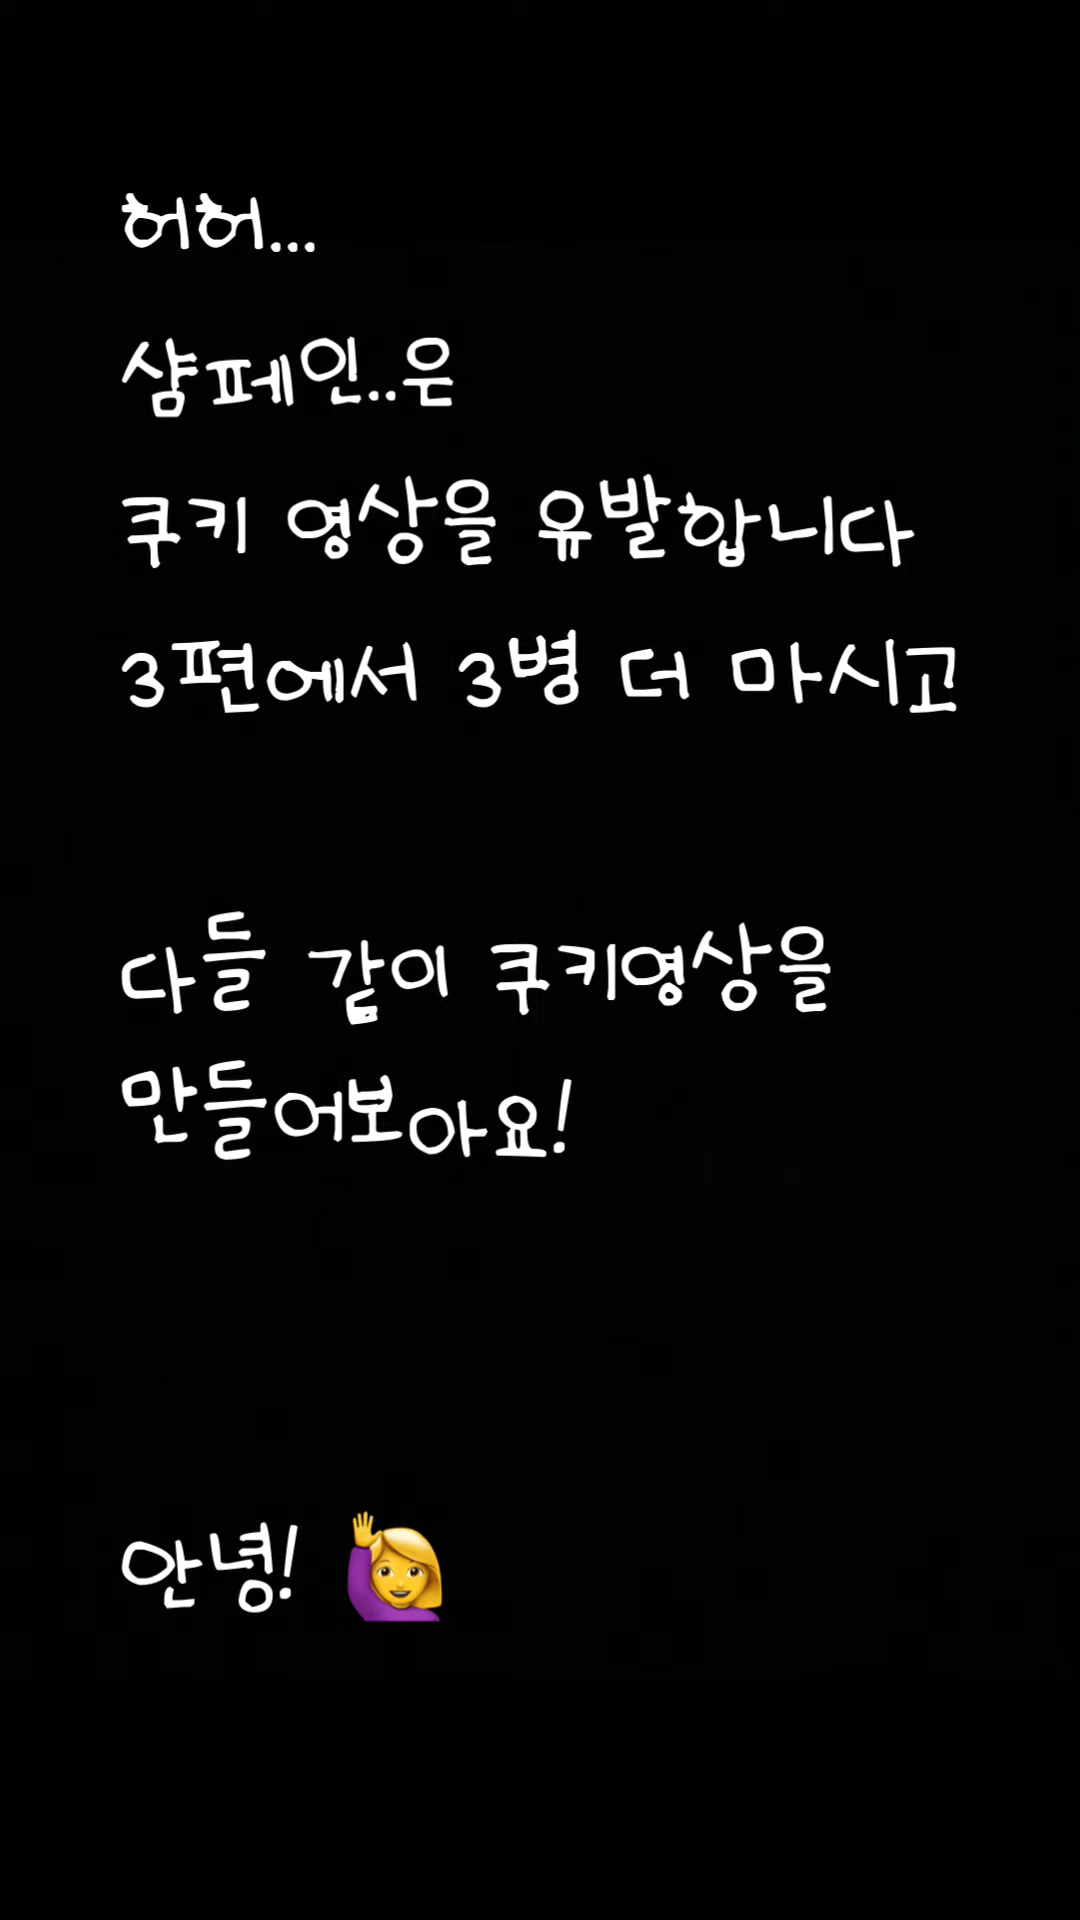 허허...
샴페인..은
쿠키 영상을 유발합니다
3편에서 3병 더 마시고
다들 같이 쿠키영상을
만들어보아요!
안녕! 🙋‍♀️